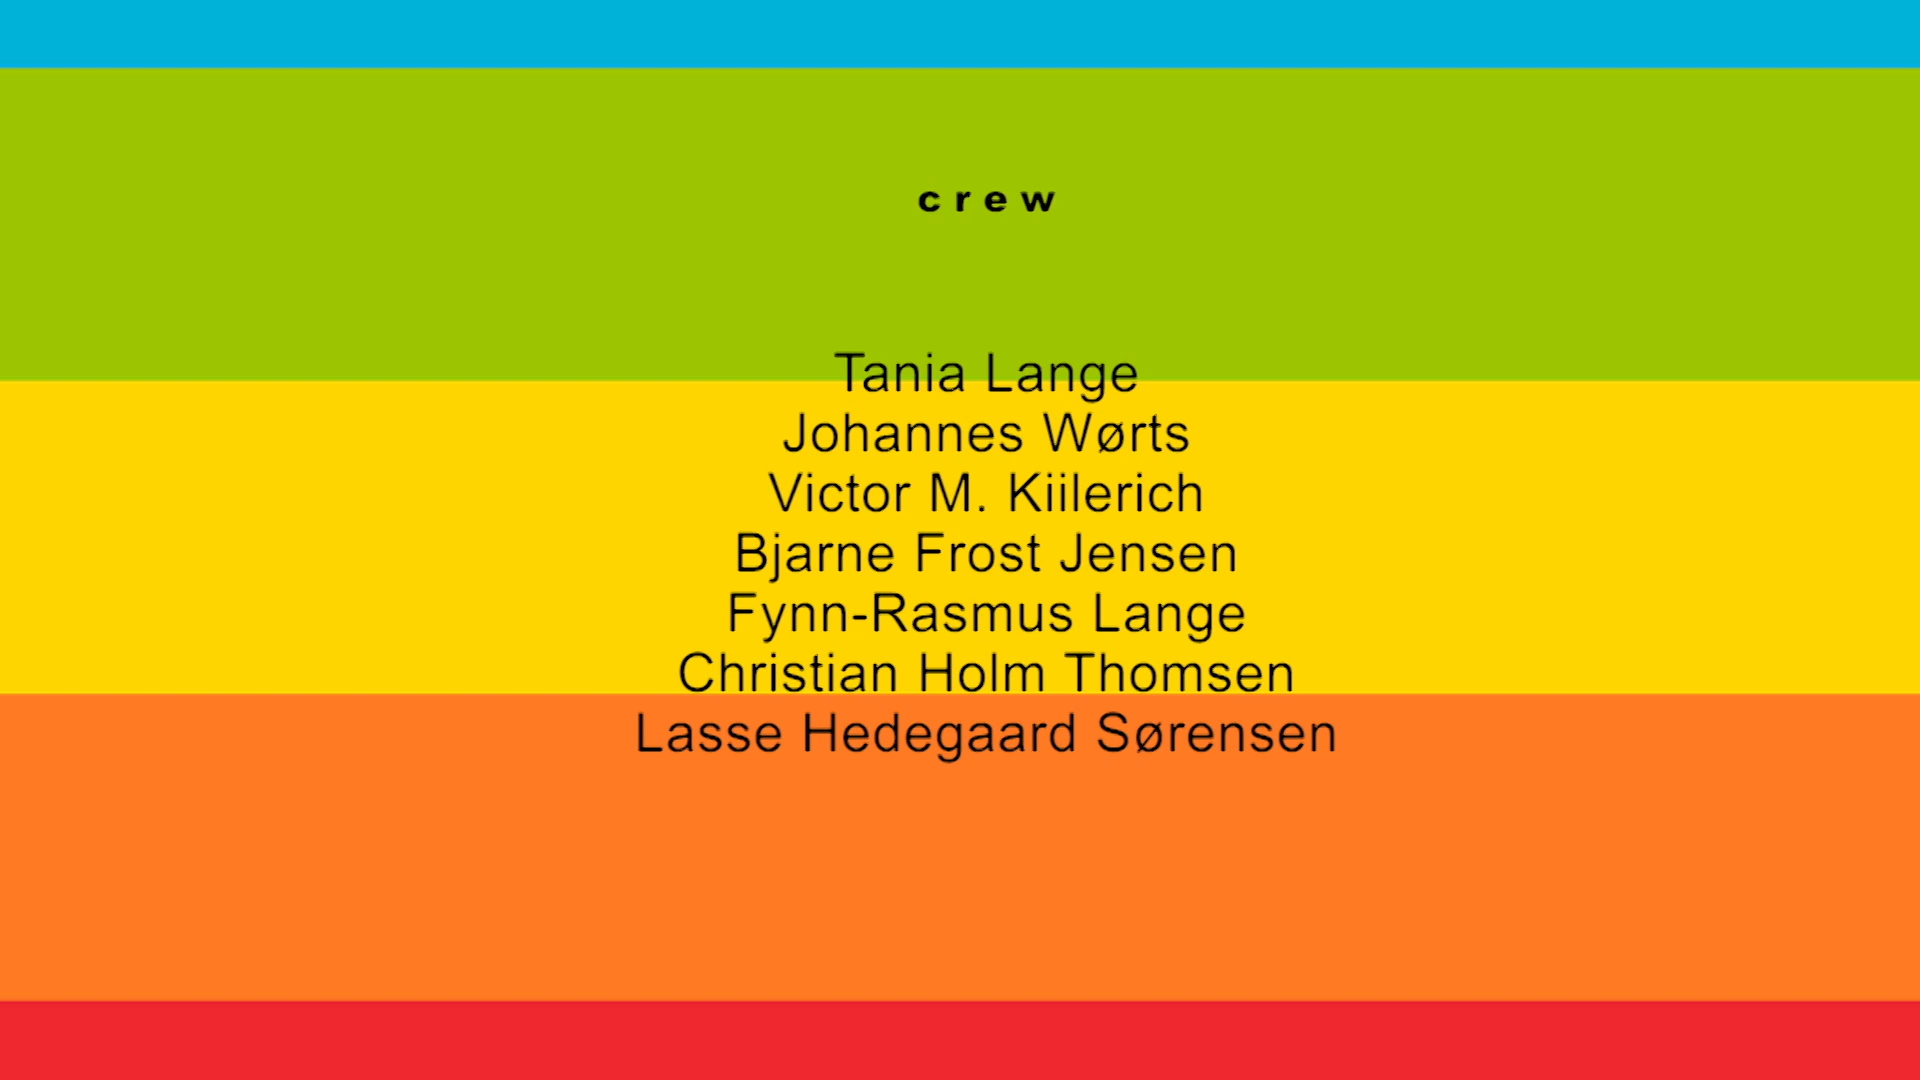 crew
Tania Lange
Johannes Wørts
Victor M. Kiilerich
Bjarne Frost Jensen
Fynn-Rasmus Lange
Christian Holm Thomsen
Lasse Hedegaard Sørensen